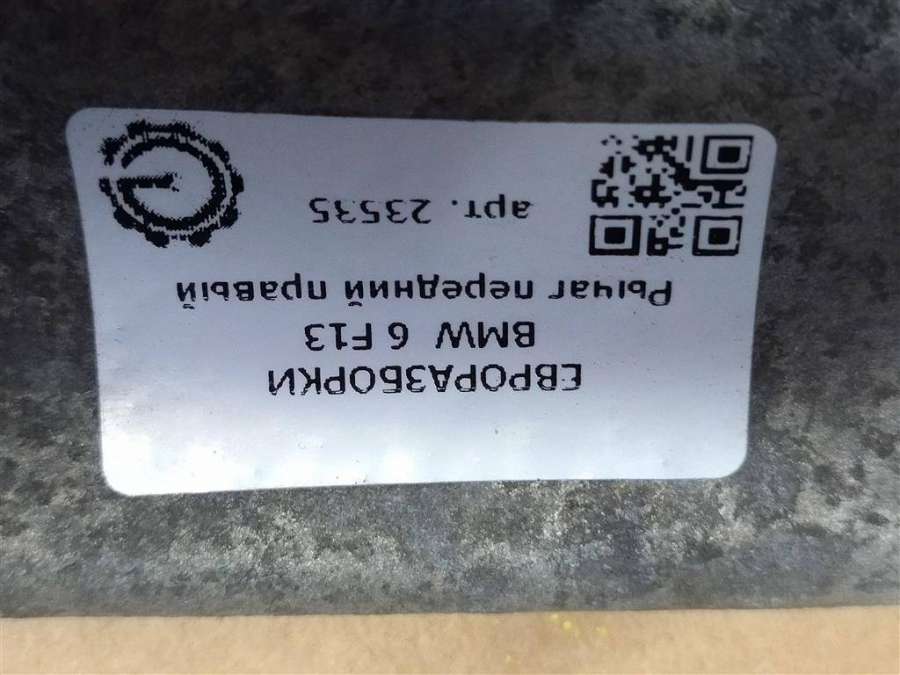 ЕВРОРАЗБОРКИ
BMW 6 F13
Рычаг передний правый
арт. 23535